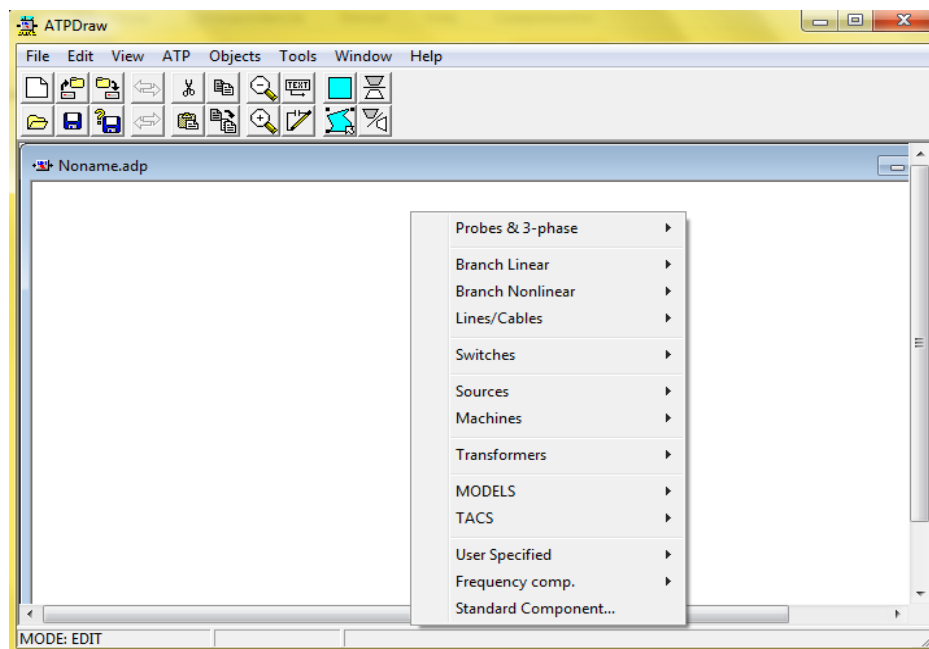 ATPDraw
File Edit View ATP Objects Tools Window Help
TEXT
Noname.adp
Probes & 3-phase
Branch Linear
Branch Nonlinear
Lines/Cables
Switches
Sources
Machines
Transformers
MODELS
TACS
User Specified
Frequency comp.
Standard Component...
MODE: EDIT